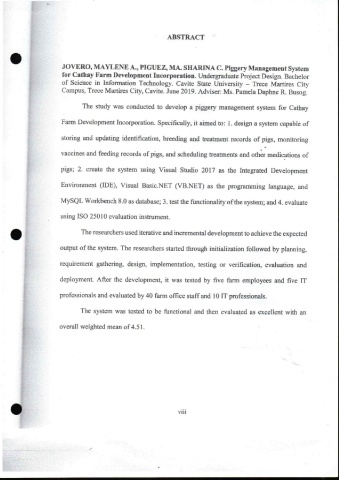 ABSTRACT
JOVERO, MAYLENE A., PIGUEZ, MA. SHARINA C. Piggery Management System
for Cathay Farm Development Incorporation. Undergraduate Project Design. Bachelor
of Science in Information Technology. Cavite State University – Trece Martires City
Campus, Trece Martires City, Cavite. June 2019. Adviser: Ms. Pamela Daphne R. Busog.
The study was conducted to develop a piggery management system for Cathay
Farm Development Incorporation. Specifically, it aimed to: 1. design a system capable of
storing and updating identification, breeding and treatment records of pigs, monitoring
vaccines and feeding records of pigs, and scheduling treatments and other medications of
pigs; 2. create the system using Visual Studio 2017 as the Integrated Development
Environment (IDE), Visual Basic.NET (VB.NET) as the programming language, and
MySQL Workbench 8.0 as database; 3. test the functionality of the system; and 4. evaluate
using ISO 25010 evaluation instrument.
The researchers used iterative and incremental development to achieve the expected
output of the system. The researchers started through initialization followed by planning,
requirement gathering, design, implementation, testing or verification, evaluation and
deployment. After the development, it was tested by five farm employees and five IT
professionals and evaluated by 40 farm office staff and 10 IT professionals.
The system was tested to be functional and then evaluated as excellent with an
overall weighted mean of 4.51.
viii